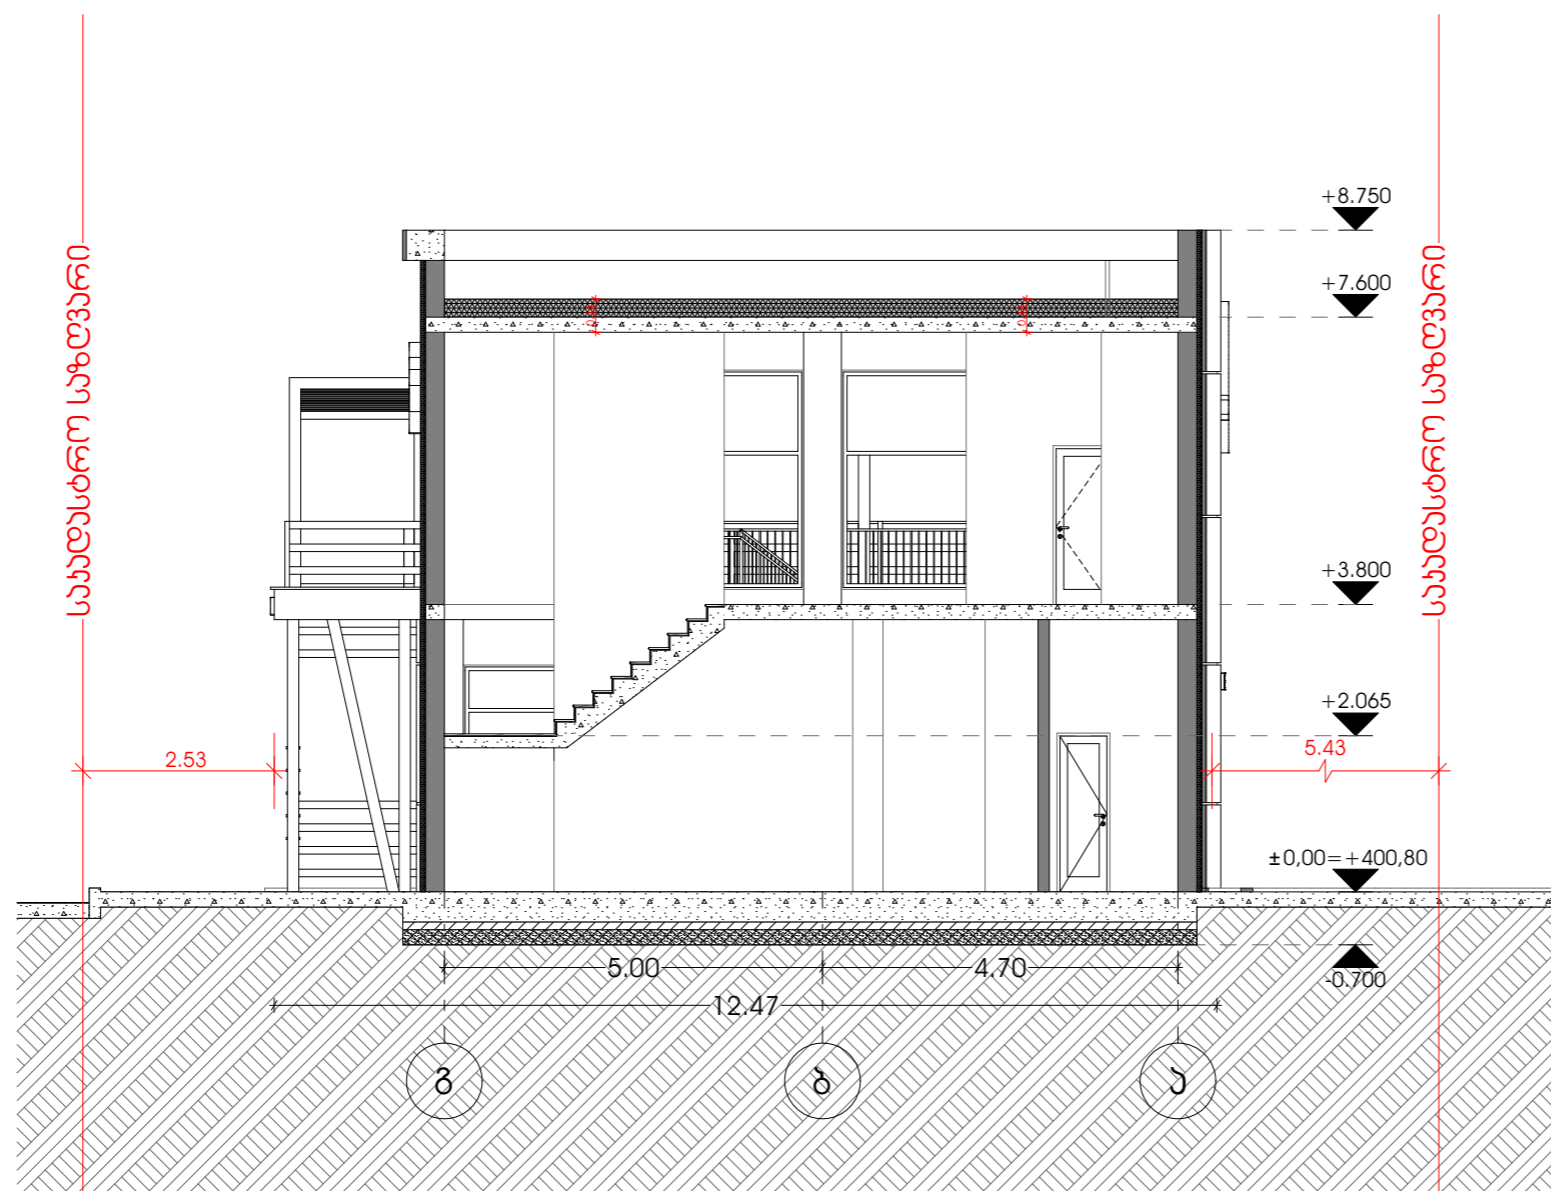 +8.750
+7.600
საკადასტრო საზღვარი
საკადასტრო საზღვარი
+3.800
+2.065
2.53
5.43
±0,00=+400,80
5.00
4.70
-0.700
12.47
გ
ბ
ა